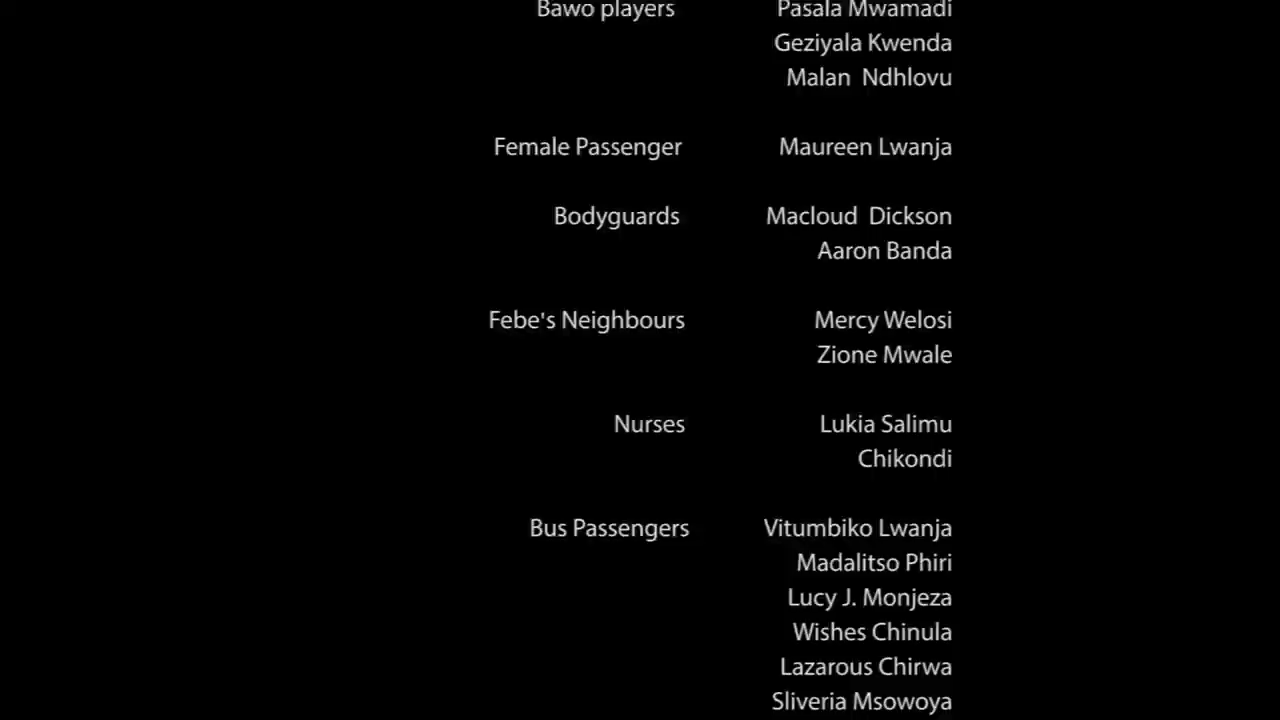 Bawo players Pasala Mwamadi
Geziyala Kwenda
Malan Ndhlovu
Female Passenger Maureen Lwanja
Bodyguards Macloud Dickson
Aaron Banda
Febe's Neighbours Mercy Welosi
Zione Mwale
Nurses Lukia Salimu
Chikondi
Bus Passengers Vitumbiko Lwanja
Madalitso Phiri
Lucy J. Monjeza
Wishes Chinula
Lazarous Chirwa
Sliveria Msowoya